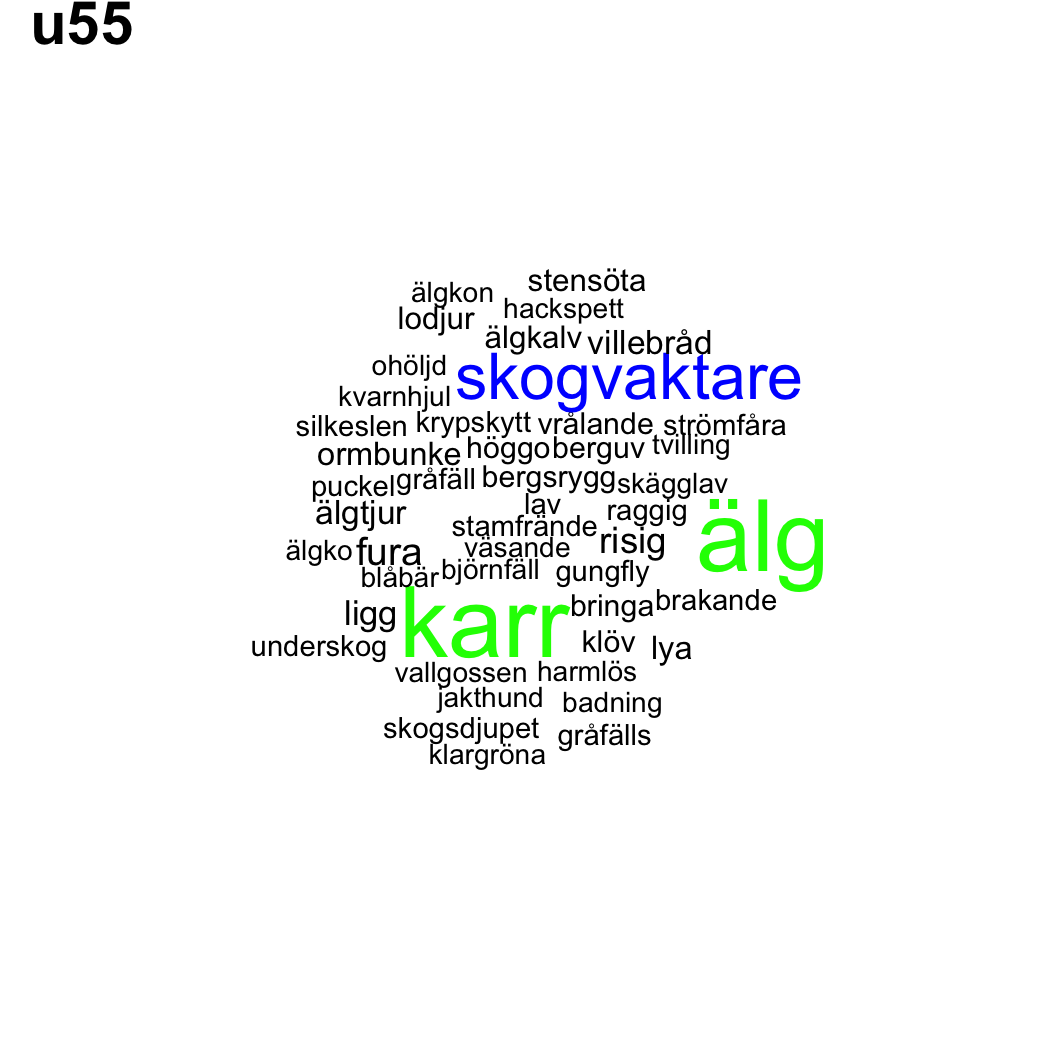 u55
stensöta
älgkon
hackspett
lodjur
älgkalv villebråd
ohöljd
skogvaktare
kvarnhjul
silkeslen krypskytt vrålande strömfåra
ormbunke höggo berguv tvilling
puckel gråfäll bergsrygg skägglav
lav
älgtjur raggig
stamfrände
älg
älgko fura väsande risig
blåbär björnfäll gungfly
karr
ligg bringa brakande
underskog klöv lya
vallgossen harmlös
jakthund badning
skogsdjupet gråfälls
klargröna